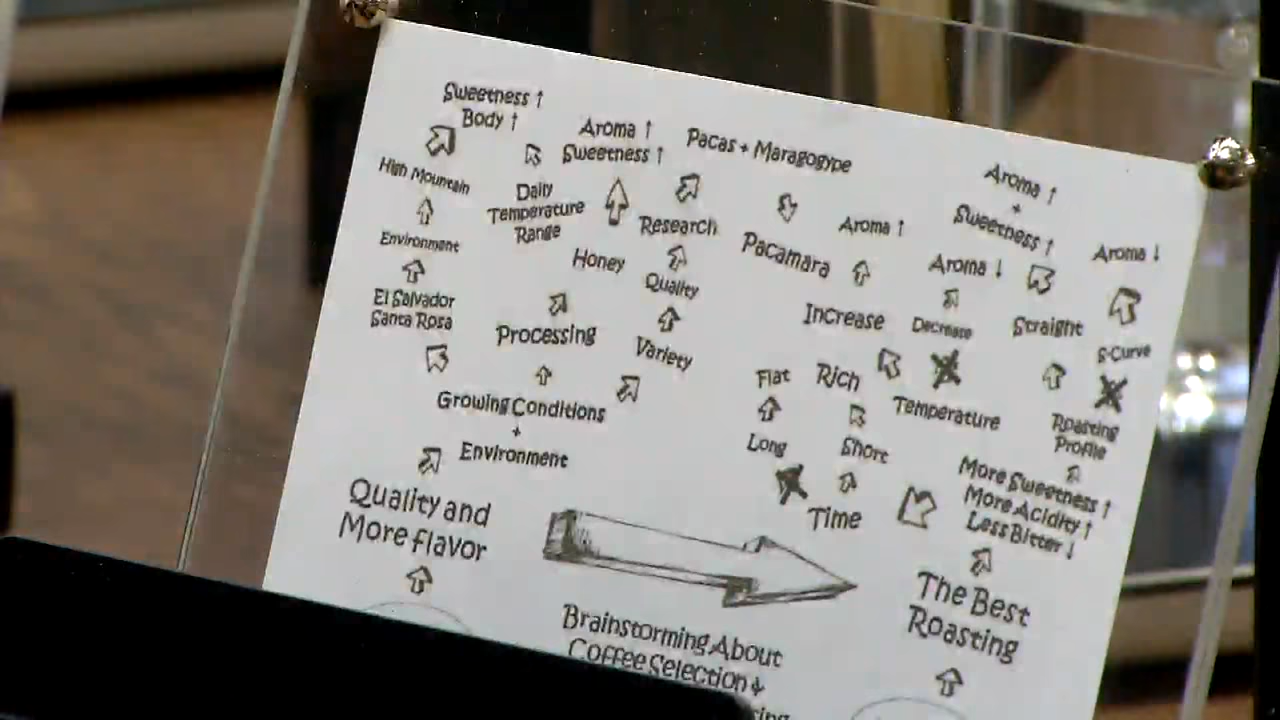 Sweetness ↑
Body ↑
High Mountain
Environment
El Salvador
Santa Rosa
Daily
Temperature
Range
Aroma ↑
Sweetness ↑
Honey
Processing
Pacas + Maragogype
Research
Quality
Variety
Pacamara
Growing Conditions
+
Environment
Quality and
More flavor
Aroma ↑
Increase
Aroma ↓
Decrease
Temperature
Flat
Long
Rich
Short
Time
Aroma ↑
+
Sweetness ↑
Straight
Aroma ↓
S-Curve
Roasting
Profile
More Sweetness ↑
More Acidity ↑
Less Bitter ↓
The Best
Roasting
Brainstorming About
Coffee Selection +